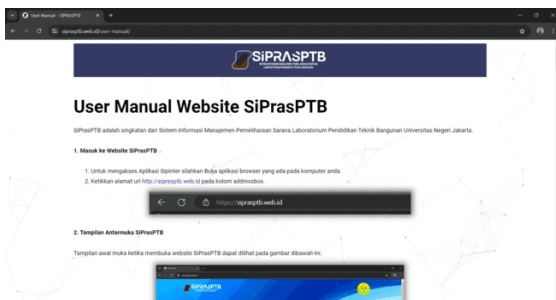 User Manual - SIPRASPTB
siprasptb.web.id/user-manual/
SiPRASPTB
User Manual Website SiPrasPTB
SiPrasPTB adalah singkatan dari Sistem Informasi Manajemen Pemeliharaan Sarana Laboratorium Pendidikan Teknik Bangunan Universitas Negeri Jakarta.
1. Masuk ke Website SiPrasPTB
1. Untuk mengakses Aplikasi Sipinter silahkan Buka aplikasi browser yang ada pada komputer anda.
2. Ketikkan alamat url http://siprasptb.web.id pada kolom addressbox.
https://siprasptb.web.id
2. Tampilan Antarmuka SiPrasPTB
Tampilan awal muka ketika membuka website SiPrasPTB dapat dilihat pada gambar dibawah ini.
SiPRASPTB